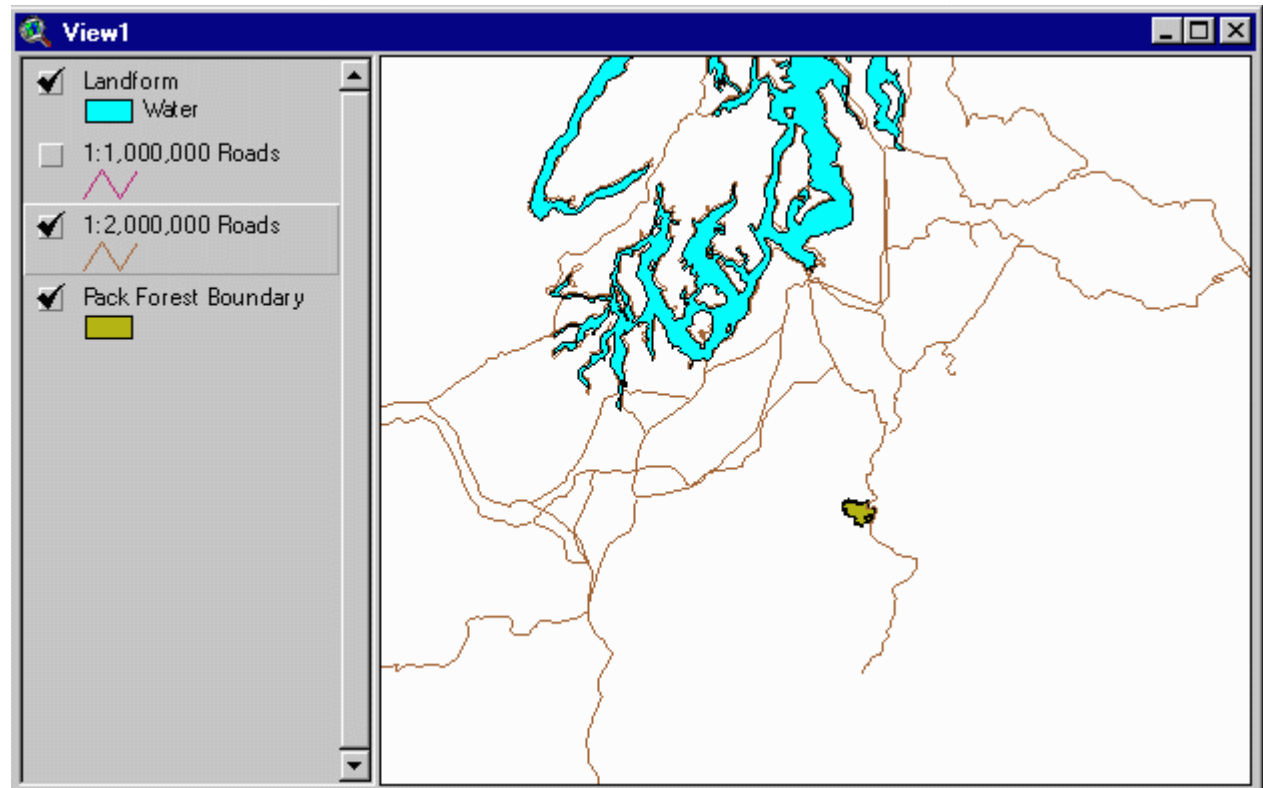 View1
Landform
Water
1:1,000,000 Roads
1:2,000,000 Roads
Pack Forest Boundary